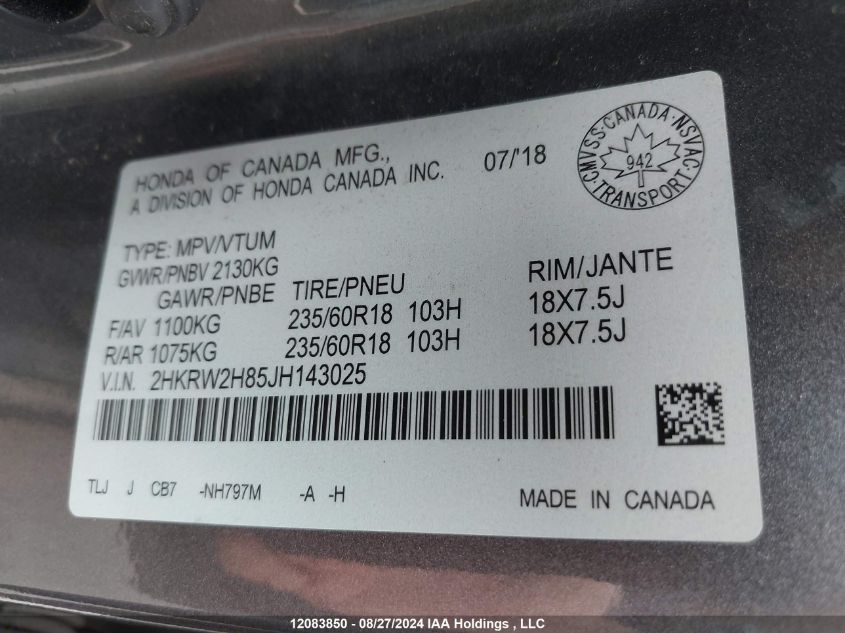 HONDA OF CANADA MFG.,
A DIVISION OF HONDA CANADA INC. 07/'18
CMVSS·CANADA·NSVAC·TRANSPORT·
942
TYPE: MPV/VTUM
GVWR/PNBV 2130KG
GAWR/PNBE TIRE/PNEU RIM/JANTE
F/AV 1100KG 235/60R18 103H 18X7.5J
R/AR 1075KG 235/60R18 103H 18X7.5J
V.I.N. 2HKRW2H85JH143025
TLJ J CB7 -NH797M -A -H MADE IN CANADA
12083850 - 08/27/2024 IAA Holdings , LLC